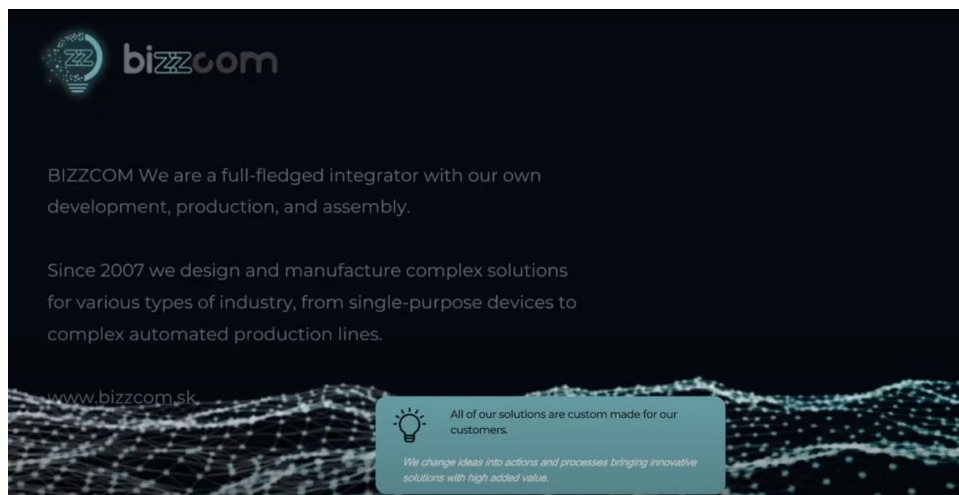 zz bizzcom
BIZZCOM We are a full-fledged integrator with our own
development, production, and assembly.
Since 2007 we design and manufacture complex solutions
for various types of industry, from single-purpose devices to
complex automated production lines.
www.bizzcom.sk
All of our solutions are custom made for our
customers.
We change ideas into actions and processes bringing innovative
solutions with high added value.